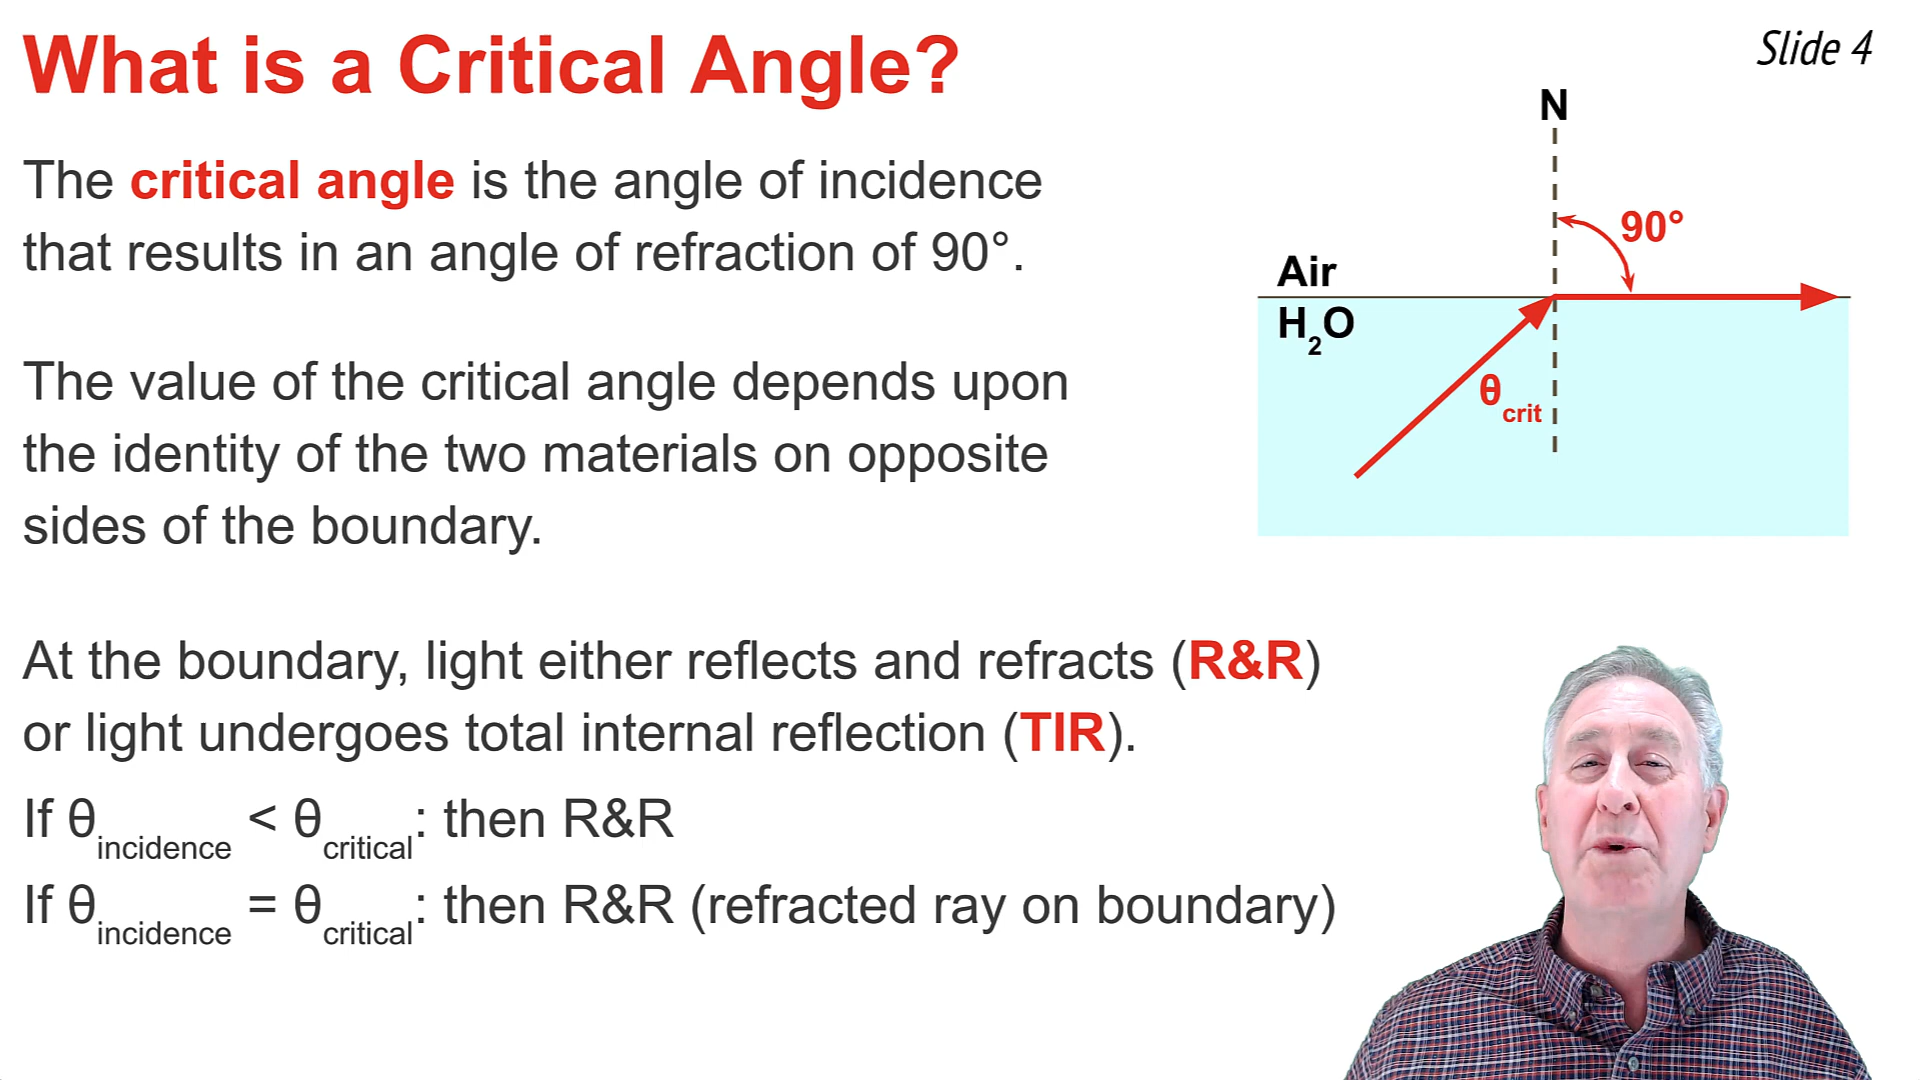 What is a Critical Angle?
Slide 4
The critical angle is the angle of incidence
that results in an angle of refraction of 90°.
The value of the critical angle depends upon
the identity of the two materials on opposite
sides of the boundary.
N
90°
Air
H₂O
θcrit
At the boundary, light either reflects and refracts (R&R)
or light undergoes total internal reflection (TIR).
If θincidence < θcritical: then R&R
If θincidence = θcritical: then R&R (refracted ray on boundary)